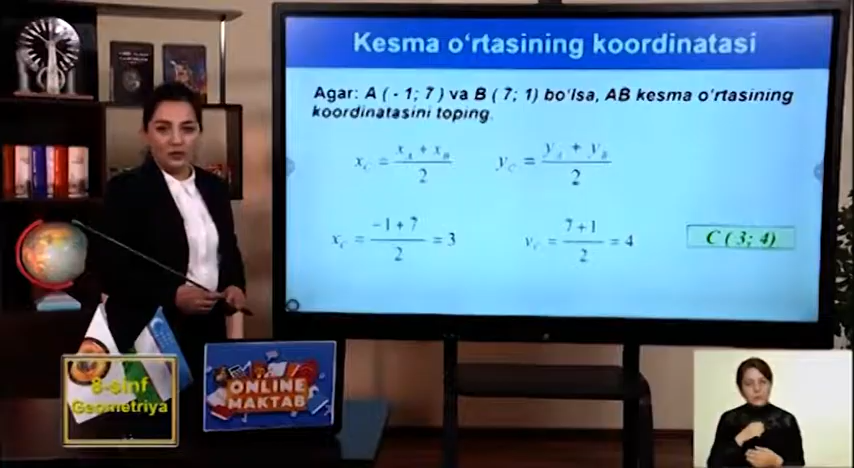 Kesma o‘rtasining koordinatasi
Agar: A ( - 1; 7 ) va B ( 7; 1) bo‘lsa, AB kesma o‘rtasining
koordinatasini toping.
x_C = (x_A + x_B)/2    y_C = (y_A + y_B)/2
x_C = (-1 + 7)/2 = 3    y_C = (7+1)/2 = 4    C ( 3; 4)
8-sinf
Geometriya
ONLINE
MAKTAB